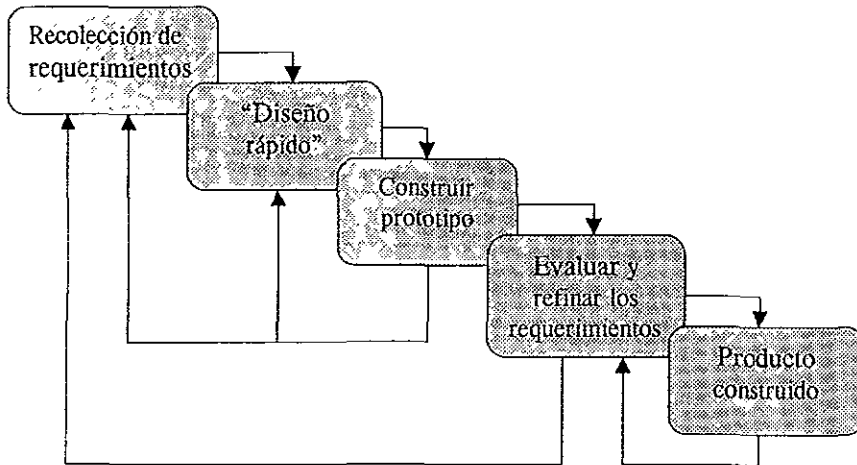 Recolección de
requerimientos
“Diseño
rápido”
Construir
prototipo
Evaluar y
refinar los
requerimientos
Producto
construido